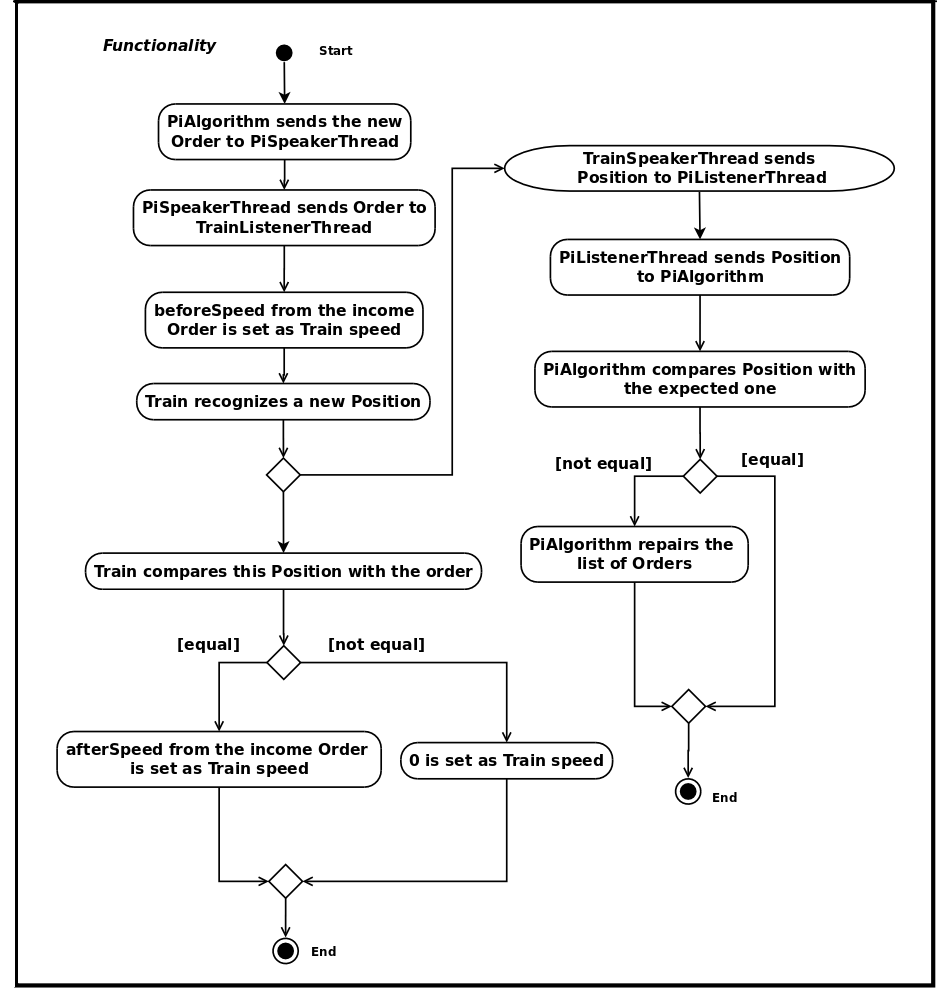 Functionality
Start
PiAlgorithm sends the new
Order to PiSpeakerThread
PiSpeakerThread sends Order to
TrainListenerThread
beforeSpeed from the income
Order is set as Train speed
Train recognizes a new Position
Train compares this Position with the order
[equal]
[not equal]
afterSpeed from the income Order
is set as Train speed
0 is set as Train speed
End
TrainSpeakerThread sends
Position to PiListenerThread
PiListenerThread sends Position
to PiAlgorithm
PiAlgorithm compares Position with
the expected one
[not equal]
[equal]
PiAlgorithm repairs the
list of Orders
End